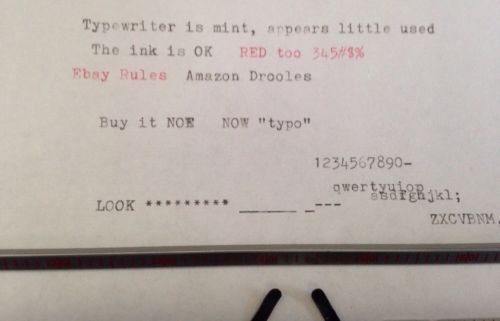 Typewriter is mint, appears little used
The ink is OK RED too 345#$%
Ebay Rules Amazon Drooles
Buy it NOE NOW "typo"
1234567890-
qwertyuiop
asdfghjkl;
LOOK ********* ______ _---
ZXCVBNM.